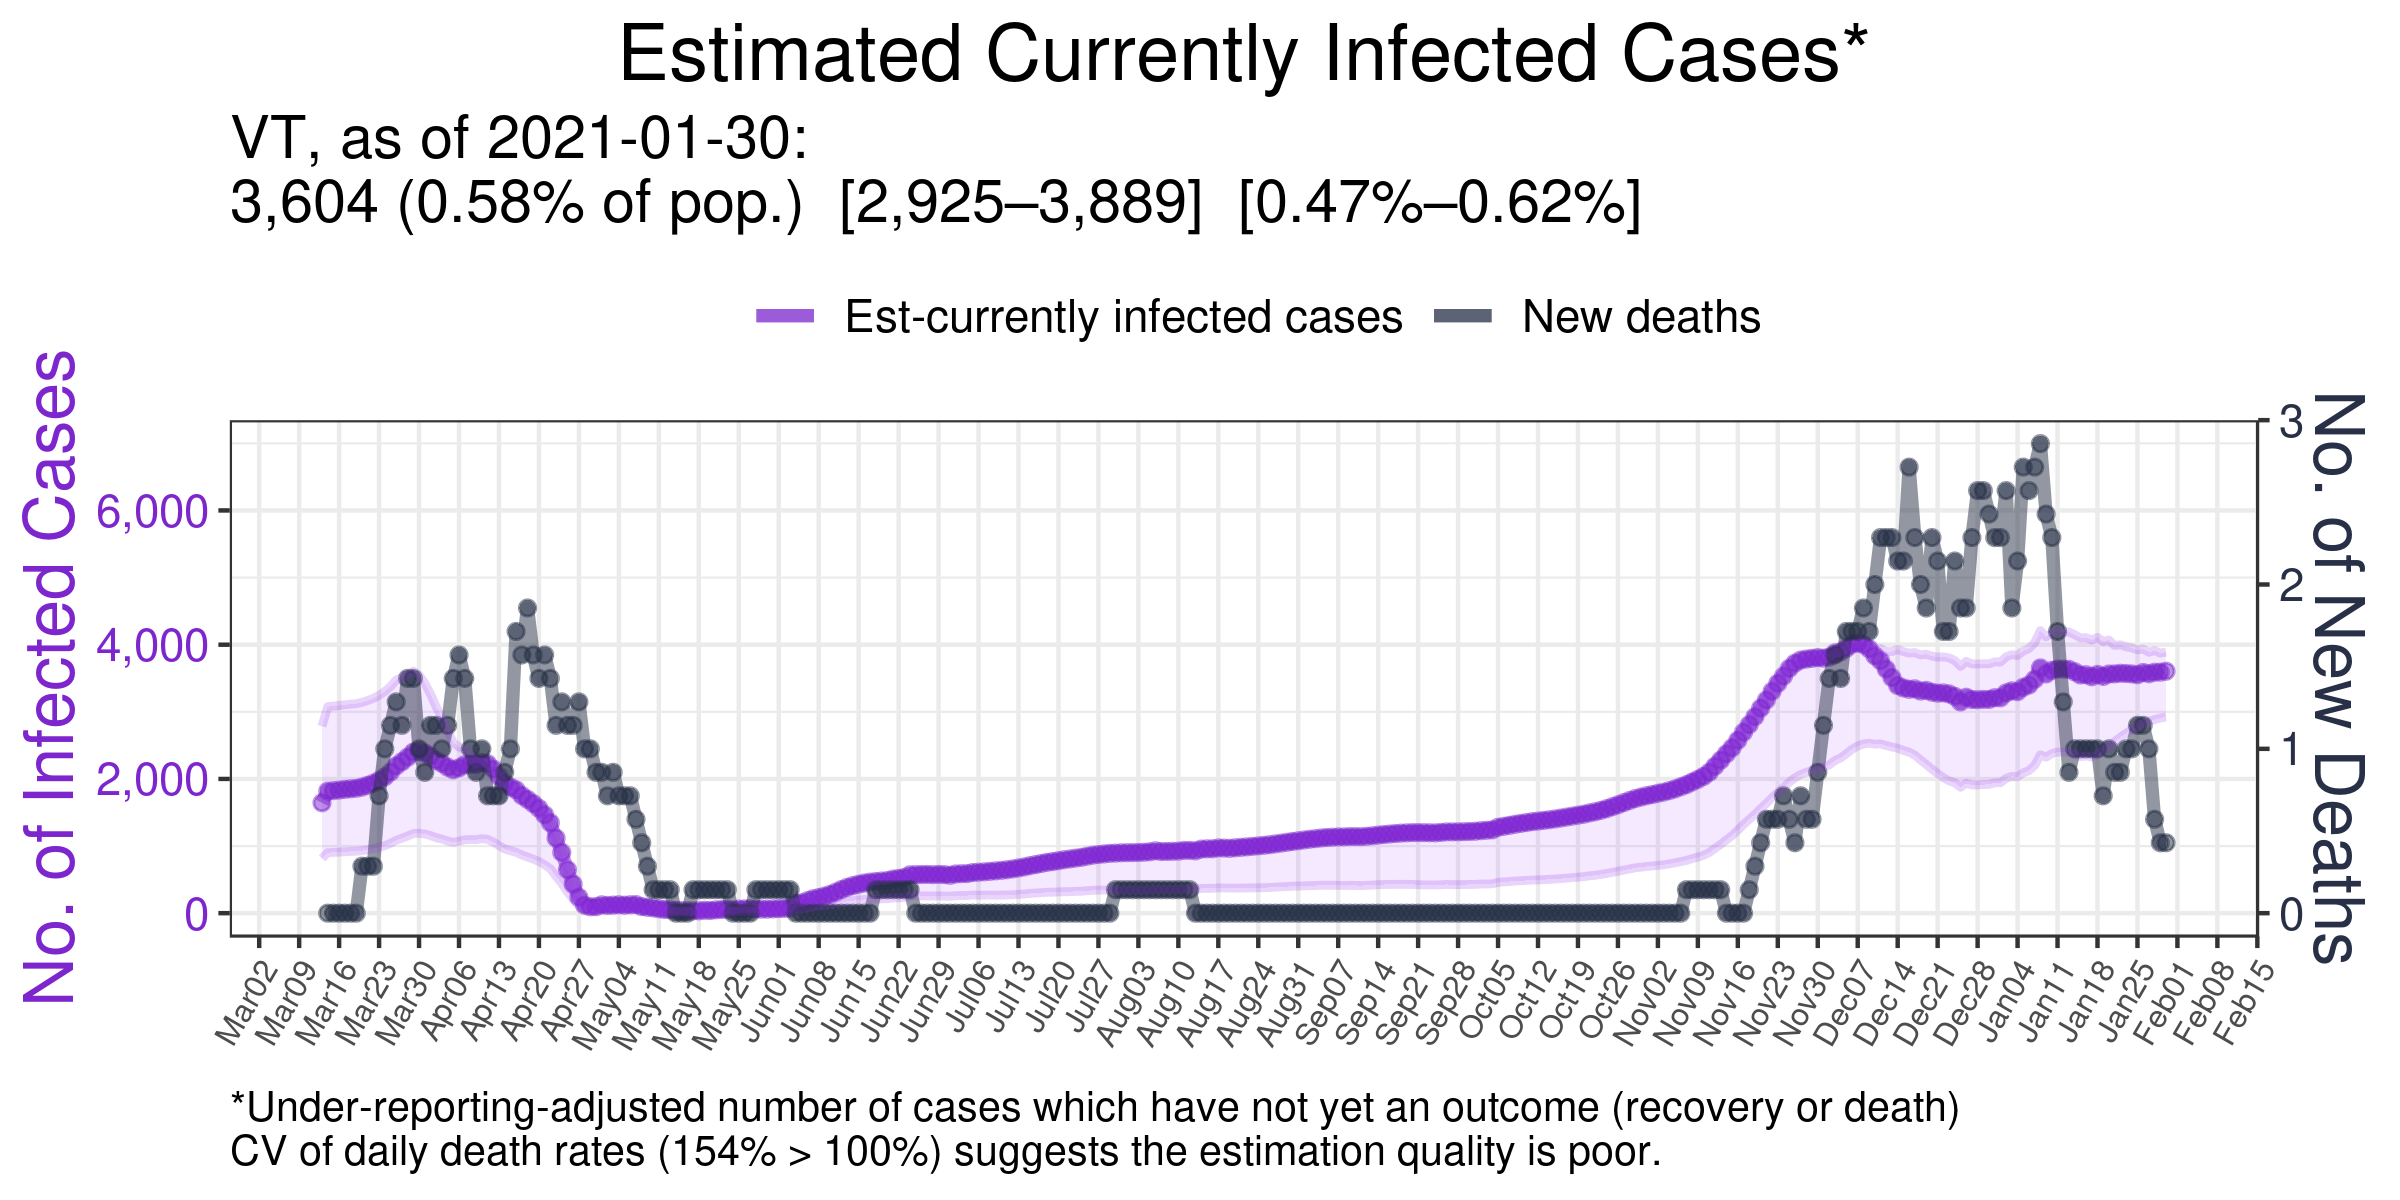 Estimated Currently Infected Cases*
VT, as of 2021-01-30:
3,604 (0.58% of pop.) [2,925–3,889] [0.47%–0.62%]
Est-currently infected cases
New deaths
No. of Infected Cases
6,000
4,000
2,000
0
3
2
1
0
No. of New Deaths
Mar02
Mar09
Mar16
Mar23
Mar30
Apr06
Apr13
Apr20
Apr27
May04
May11
May18
May25
Jun01
Jun08
Jun15
Jun22
Jun29
Jul06
Jul13
Jul20
Jul27
Aug03
Aug10
Aug17
Aug24
Aug31
Sep07
Sep14
Sep21
Sep28
Oct05
Oct12
Oct19
Oct26
Nov02
Nov09
Nov16
Nov23
Nov30
Dec07
Dec14
Dec21
Dec28
Jan04
Jan11
Jan18
Jan25
Feb01
Feb08
Feb15
*Under-reporting-adjusted number of cases which have not yet an outcome (recovery or death)
CV of daily death rates (154% > 100%) suggests the estimation quality is poor.